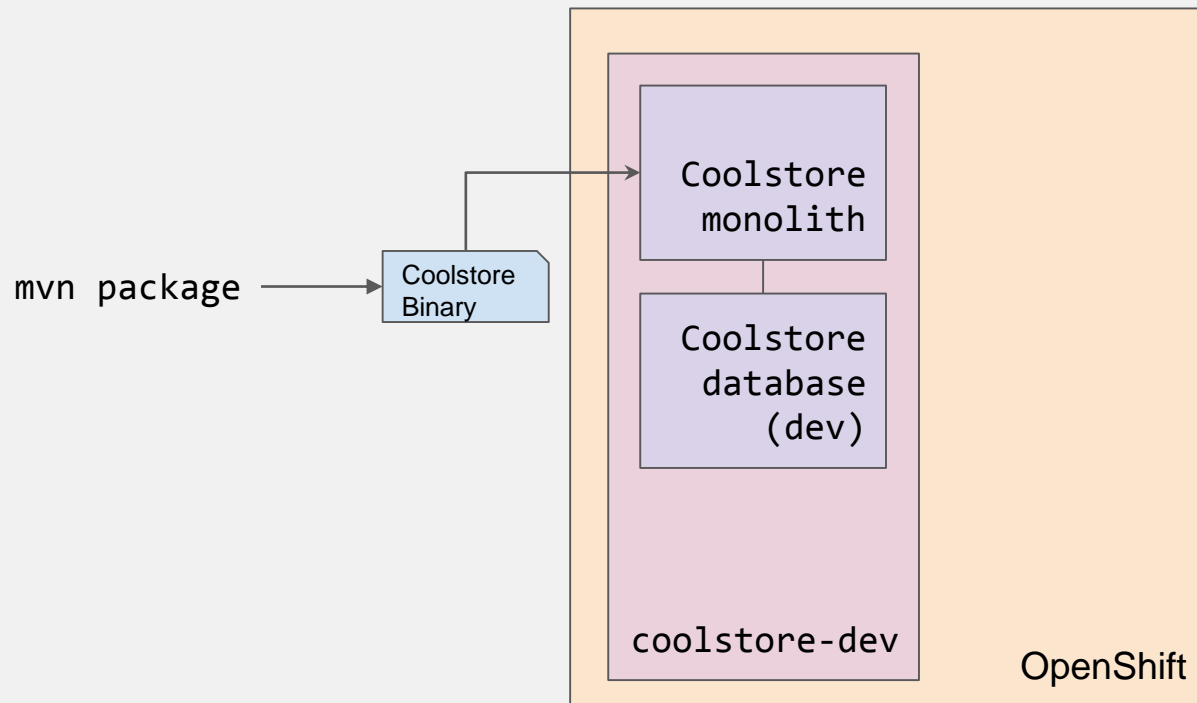 mvn package
Coolstore
Binary
Coolstore
monolith
Coolstore
database
(dev)
coolstore-dev
OpenShift